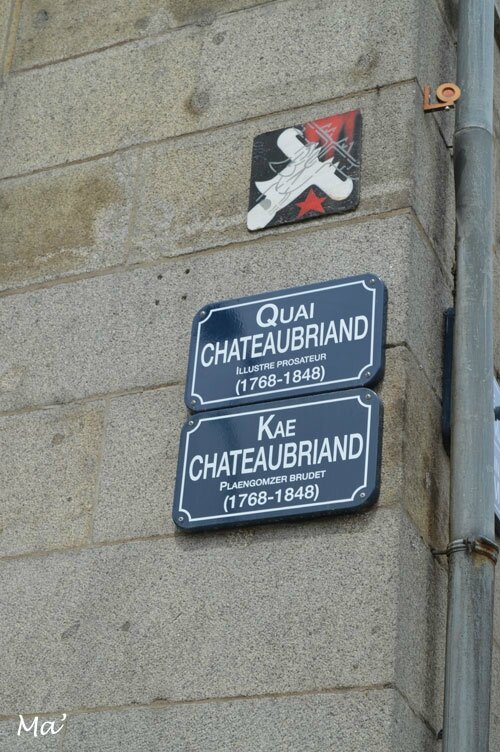 QUAI
CHATEAUBRIAND
ILLUSTRE PROSATEUR
(1768-1848)
KAE
CHATEAUBRIAND
PLAENGOMZER BRUDET
(1768-1848)
Ma'